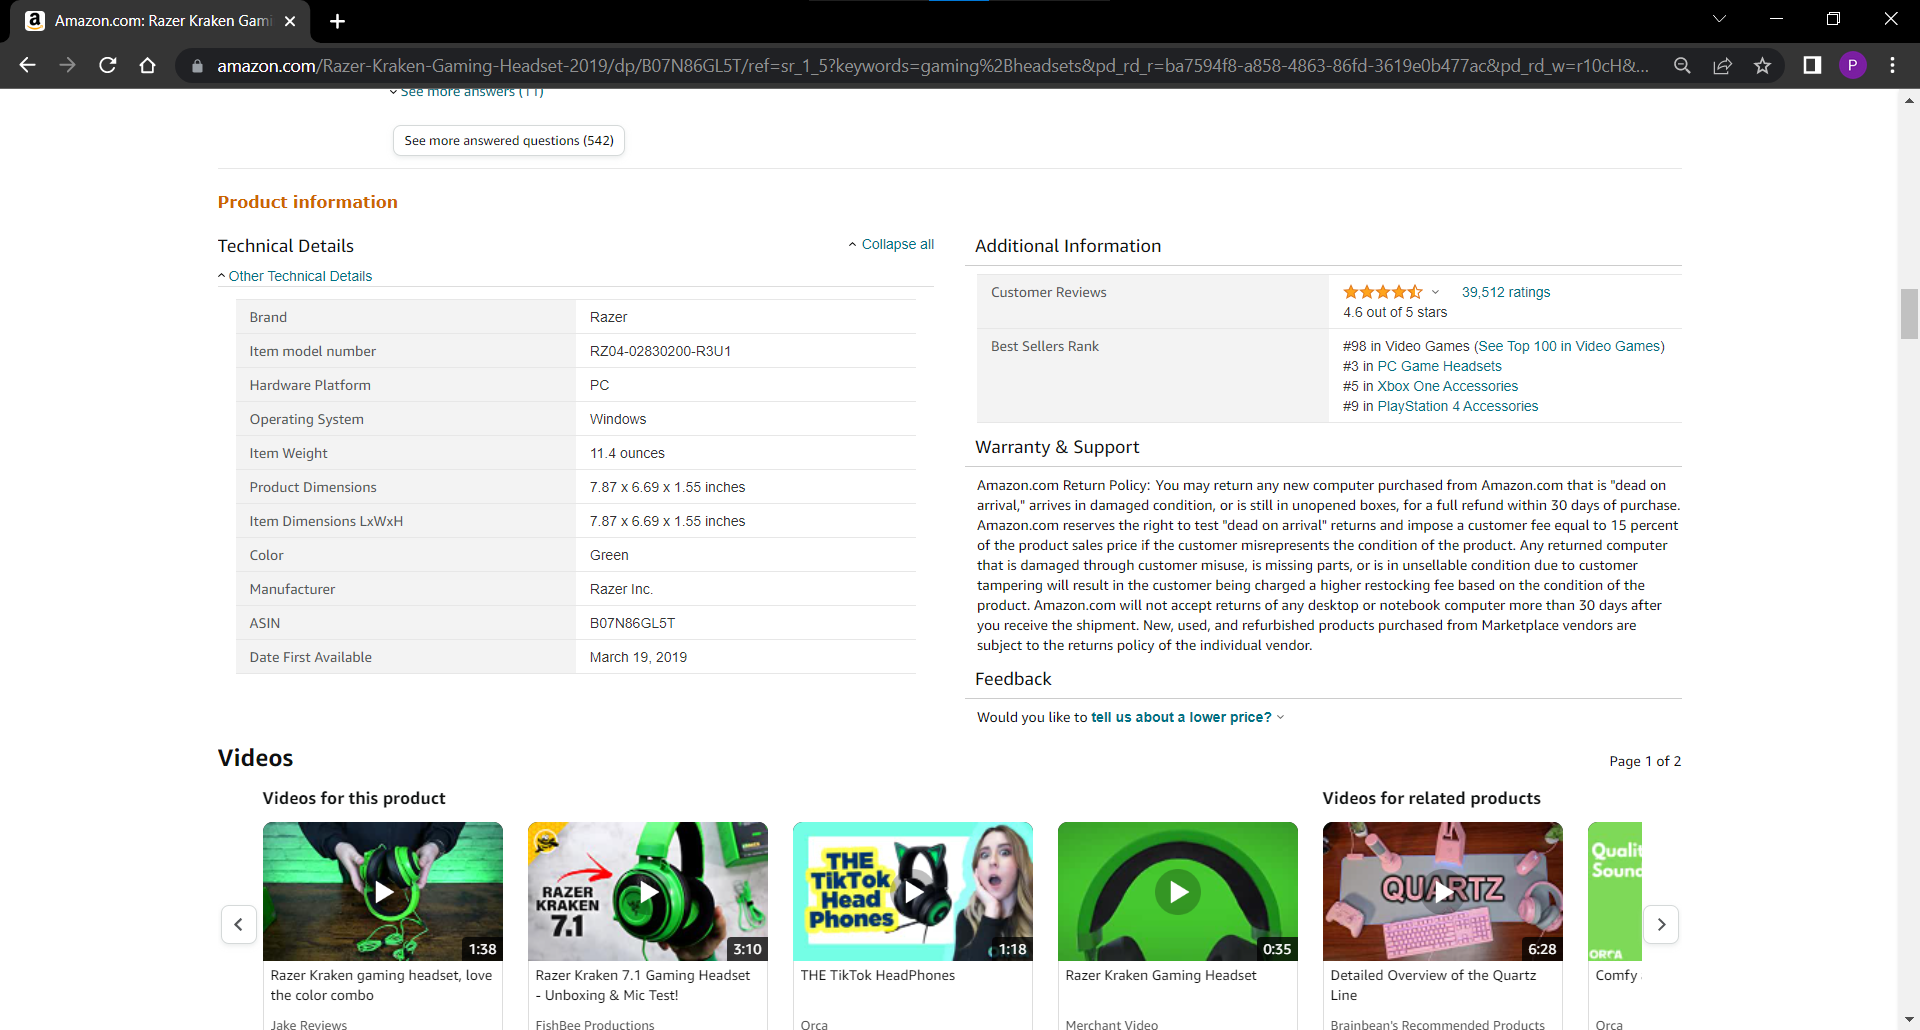 Amazon.com: Razer Kraken Gami
amazon.com/Razer-Kraken-Gaming-Headset-2019/dp/B07N86GL5T/ref=sr_1_5?keywords=gaming%2Bheadsets&pd_rd_r=ba7594f8-a858-4863-86fd-3619e0b477ac&pd_rd_w=r10cH&...
P
See more answers (11)
See more answered questions (542)
Product information
Technical Details
Collapse all
Other Technical Details
Brand Razer
Item model number RZ04-02830200-R3U1
Hardware Platform PC
Operating System Windows
Item Weight 11.4 ounces
Product Dimensions 7.87 x 6.69 x 1.55 inches
Item Dimensions LxWxH 7.87 x 6.69 x 1.55 inches
Color Green
Manufacturer Razer Inc.
ASIN B07N86GL5T
Date First Available March 19, 2019
Additional Information
Customer Reviews 39,512 ratings
4.6 out of 5 stars
Best Sellers Rank #98 in Video Games (See Top 100 in Video Games)
#3 in PC Game Headsets
#5 in Xbox One Accessories
#9 in PlayStation 4 Accessories
Warranty & Support
Amazon.com Return Policy: You may return any new computer purchased from Amazon.com that is "dead on
arrival," arrives in damaged condition, or is still in unopened boxes, for a full refund within 30 days of purchase.
Amazon.com reserves the right to test "dead on arrival" returns and impose a customer fee equal to 15 percent
of the product sales price if the customer misrepresents the condition of the product. Any returned computer
that is damaged through customer misuse, is missing parts, or is in unsellable condition due to customer
tampering will result in the customer being charged a higher restocking fee based on the condition of the
product. Amazon.com will not accept returns of any desktop or notebook computer more than 30 days after
you receive the shipment. New, used, and refurbished products purchased from Marketplace vendors are
subject to the returns policy of the individual vendor.
Feedback
Would you like to tell us about a lower price?
Videos
Page 1 of 2
Videos for this product
Videos for related products
1:38
Razer Kraken gaming headset, love
the color combo
Jake Reviews
RAZER
KRAKEN
7.1
3:10
Razer Kraken 7.1 Gaming Headset
- Unboxing & Mic Test!
FishBee Productions
THE
TikTok
Head
Phones
1:18
THE TikTok HeadPhones
Orca
0:35
Razer Kraken Gaming Headset
Merchant Video
QUARTZ
6:28
Detailed Overview of the Quartz
Line
Brainbean's Recommended Products
Qualit
Sound
ORCA
Comfy
Orca